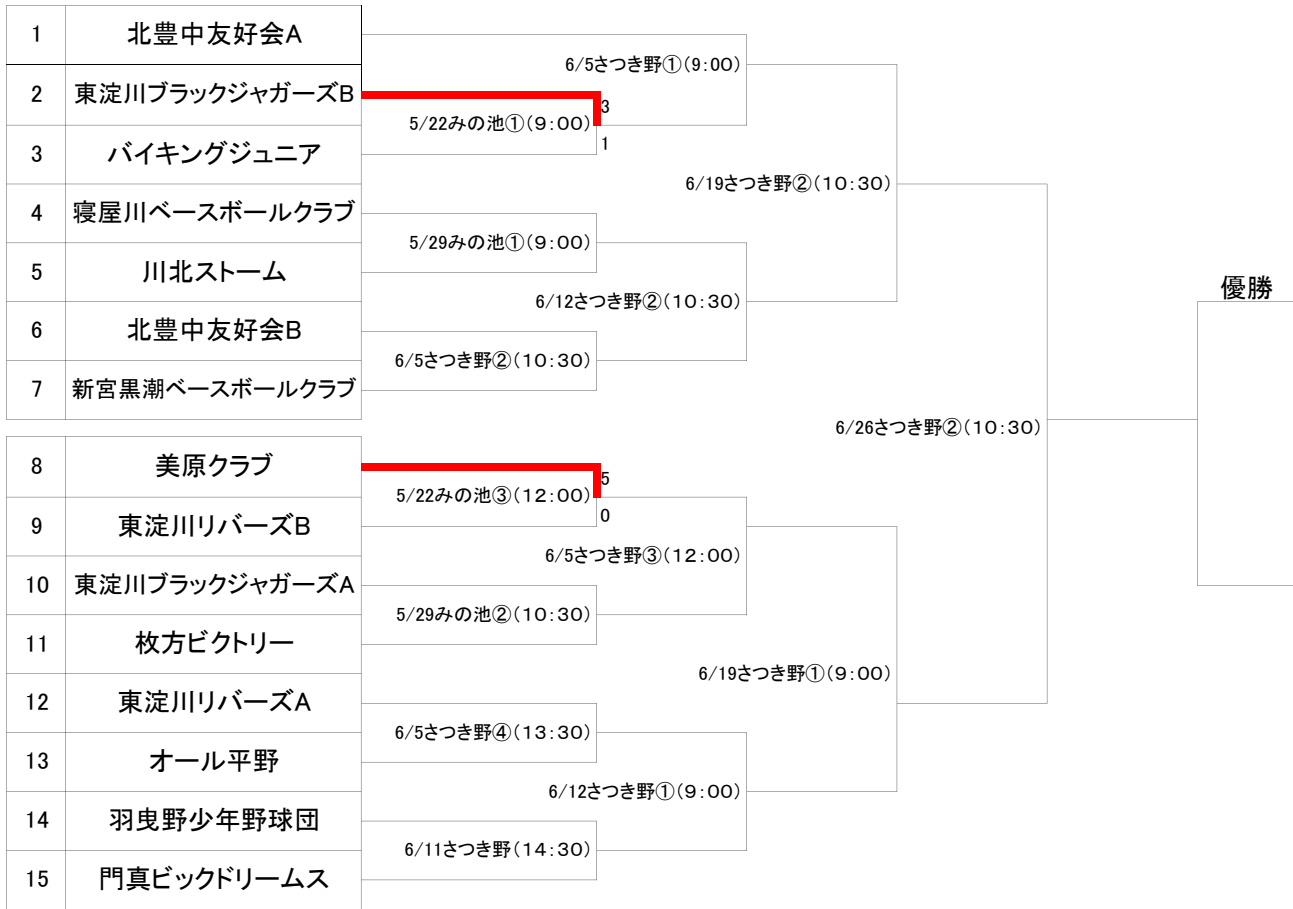 1 北豊中友好会A
6/5さつき野①(9:00)
2 東淀川ブラックジャガーズB
3
5/22みの池①(9:00)
1
3 バイキングジュニア
6/19さつき野②(10:30)
4 寝屋川ベースボールクラブ
5/29みの池①(9:00)
5 川北ストーム
優勝
6/12さつき野②(10:30)
6 北豊中友好会B
6/5さつき野②(10:30)
7 新宮黒潮ベースボールクラブ
6/26さつき野②(10:30)
8 美原クラブ
5
5/22みの池③(12:00)
0
9 東淀川リバーズB
6/5さつき野③(12:00)
10 東淀川ブラックジャガーズA
5/29みの池②(10:30)
11 枚方ビクトリー
6/19さつき野①(9:00)
12 東淀川リバーズA
6/5さつき野④(13:30)
13 オール平野
6/12さつき野①(9:00)
14 羽曳野少年野球団
6/11さつき野(14:30)
15 門真ビックドリームス